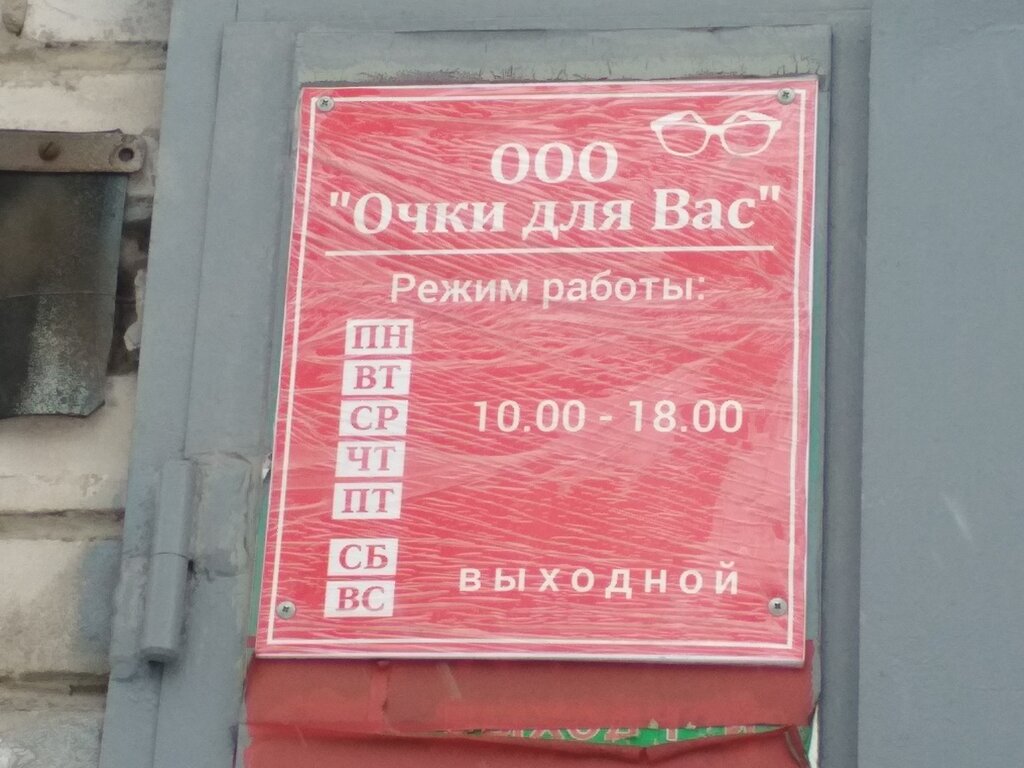 ООО
"Очки для Вас"
Режим работы:
ПН
ВТ
СР
ЧТ
ПТ
10.00 - 18.00
СБ
ВС
ВЫХОДНОЙ